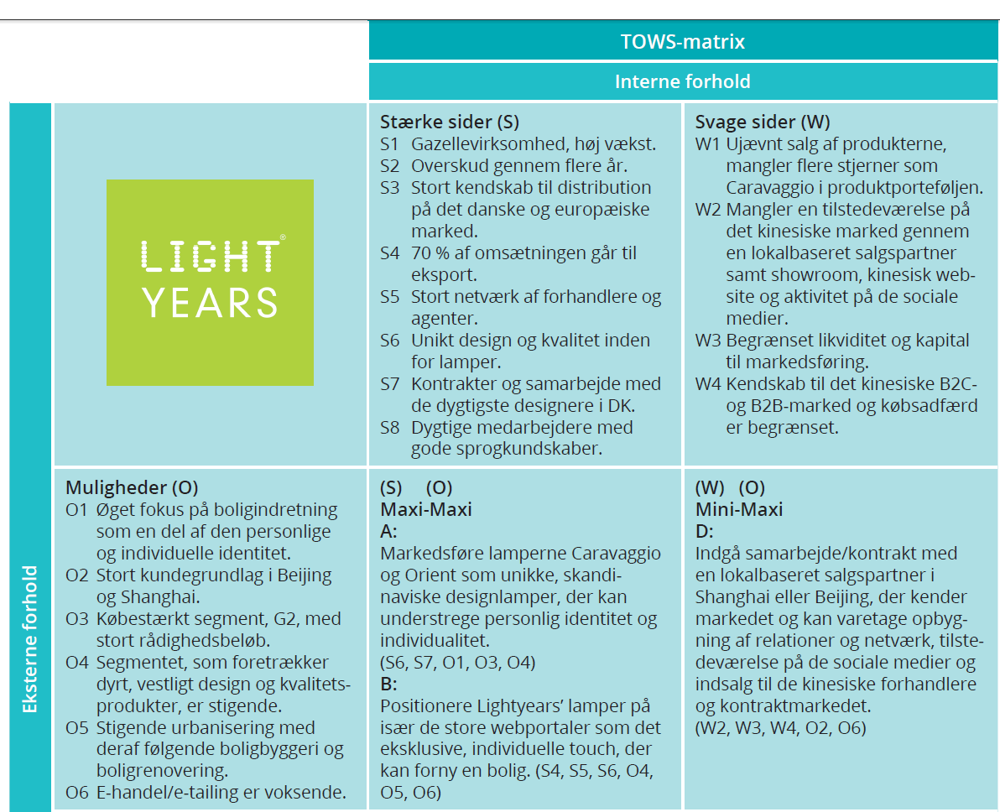 TOWS-matrix
Interne forhold
Eksterne forhold
LIGHT®
YEARS
Stærke sider (S)
S1 Gazellevirksomhed, høj vækst.
S2 Overskud gennem flere år.
S3 Stort kendskab til distribution
på det danske og europæiske
marked.
S4 70 % af omsætningen går til
eksport.
S5 Stort netværk af forhandlere og
agenter.
S6 Unikt design og kvalitet inden
for lamper.
S7 Kontrakter og samarbejde med
de dygtigste designere i DK.
S8 Dygtige medarbejdere med
gode sprogkundskaber.
Svage sider (W)
W1 Ujævnt salg af produkterne,
mangler flere stjerner som
Caravaggio i produktporteføljen.
W2 Mangler en tilstedeværelse på
det kinesiske marked gennem
en lokalbaseret salgspartner
samt showroom, kinesisk web-
site og aktivitet på de sociale
medier.
W3 Begrænset likviditet og kapital
til markedsføring.
W4 Kendskab til det kinesiske B2C-
og B2B-marked og købsadfærd
er begrænset.
Muligheder (O)
O1 Øget fokus på boligindretning
som en del af den personlige
og individuelle identitet.
O2 Stort kundegrundlag i Beijing
og Shanghai.
O3 Købestærkt segment, G2, med
stort rådighedsbeløb.
O4 Segmentet, som foretrækker
dyrt, vestligt design og kvalitets-
produkter, er stigende.
O5 Stigende urbanisering med
deraf følgende boligbyggeri og
boligrenovering.
O6 E-handel/e-tailing er voksende.
(S) (O)
Maxi-Maxi
A:
Markedsføre lamperne Caravaggio
og Orient som unikke, skandi-
naviske designlamper, der kan
understrege personlig identitet og
individualitet.
(S6, S7, O1, O3, O4)
B:
Positionere Lightyears’ lamper på
især de store webportaler som det
eksklusive, individuelle touch, der
kan forny en bolig. (S4, S5, S6, O4,
O5, O6)
(W) (O)
Mini-Maxi
D:
Indgå samarbejde/kontrakt med
en lokalbaseret salgspartner i
Shanghai eller Beijing, der kender
markedet og kan varetage opbyg-
ning af relationer og netværk, tilste-
deværelse på de sociale medier og
indsalg til de kinesiske forhandlere
og kontraktmarkedet.
(W2, W3, W4, O2, O6)